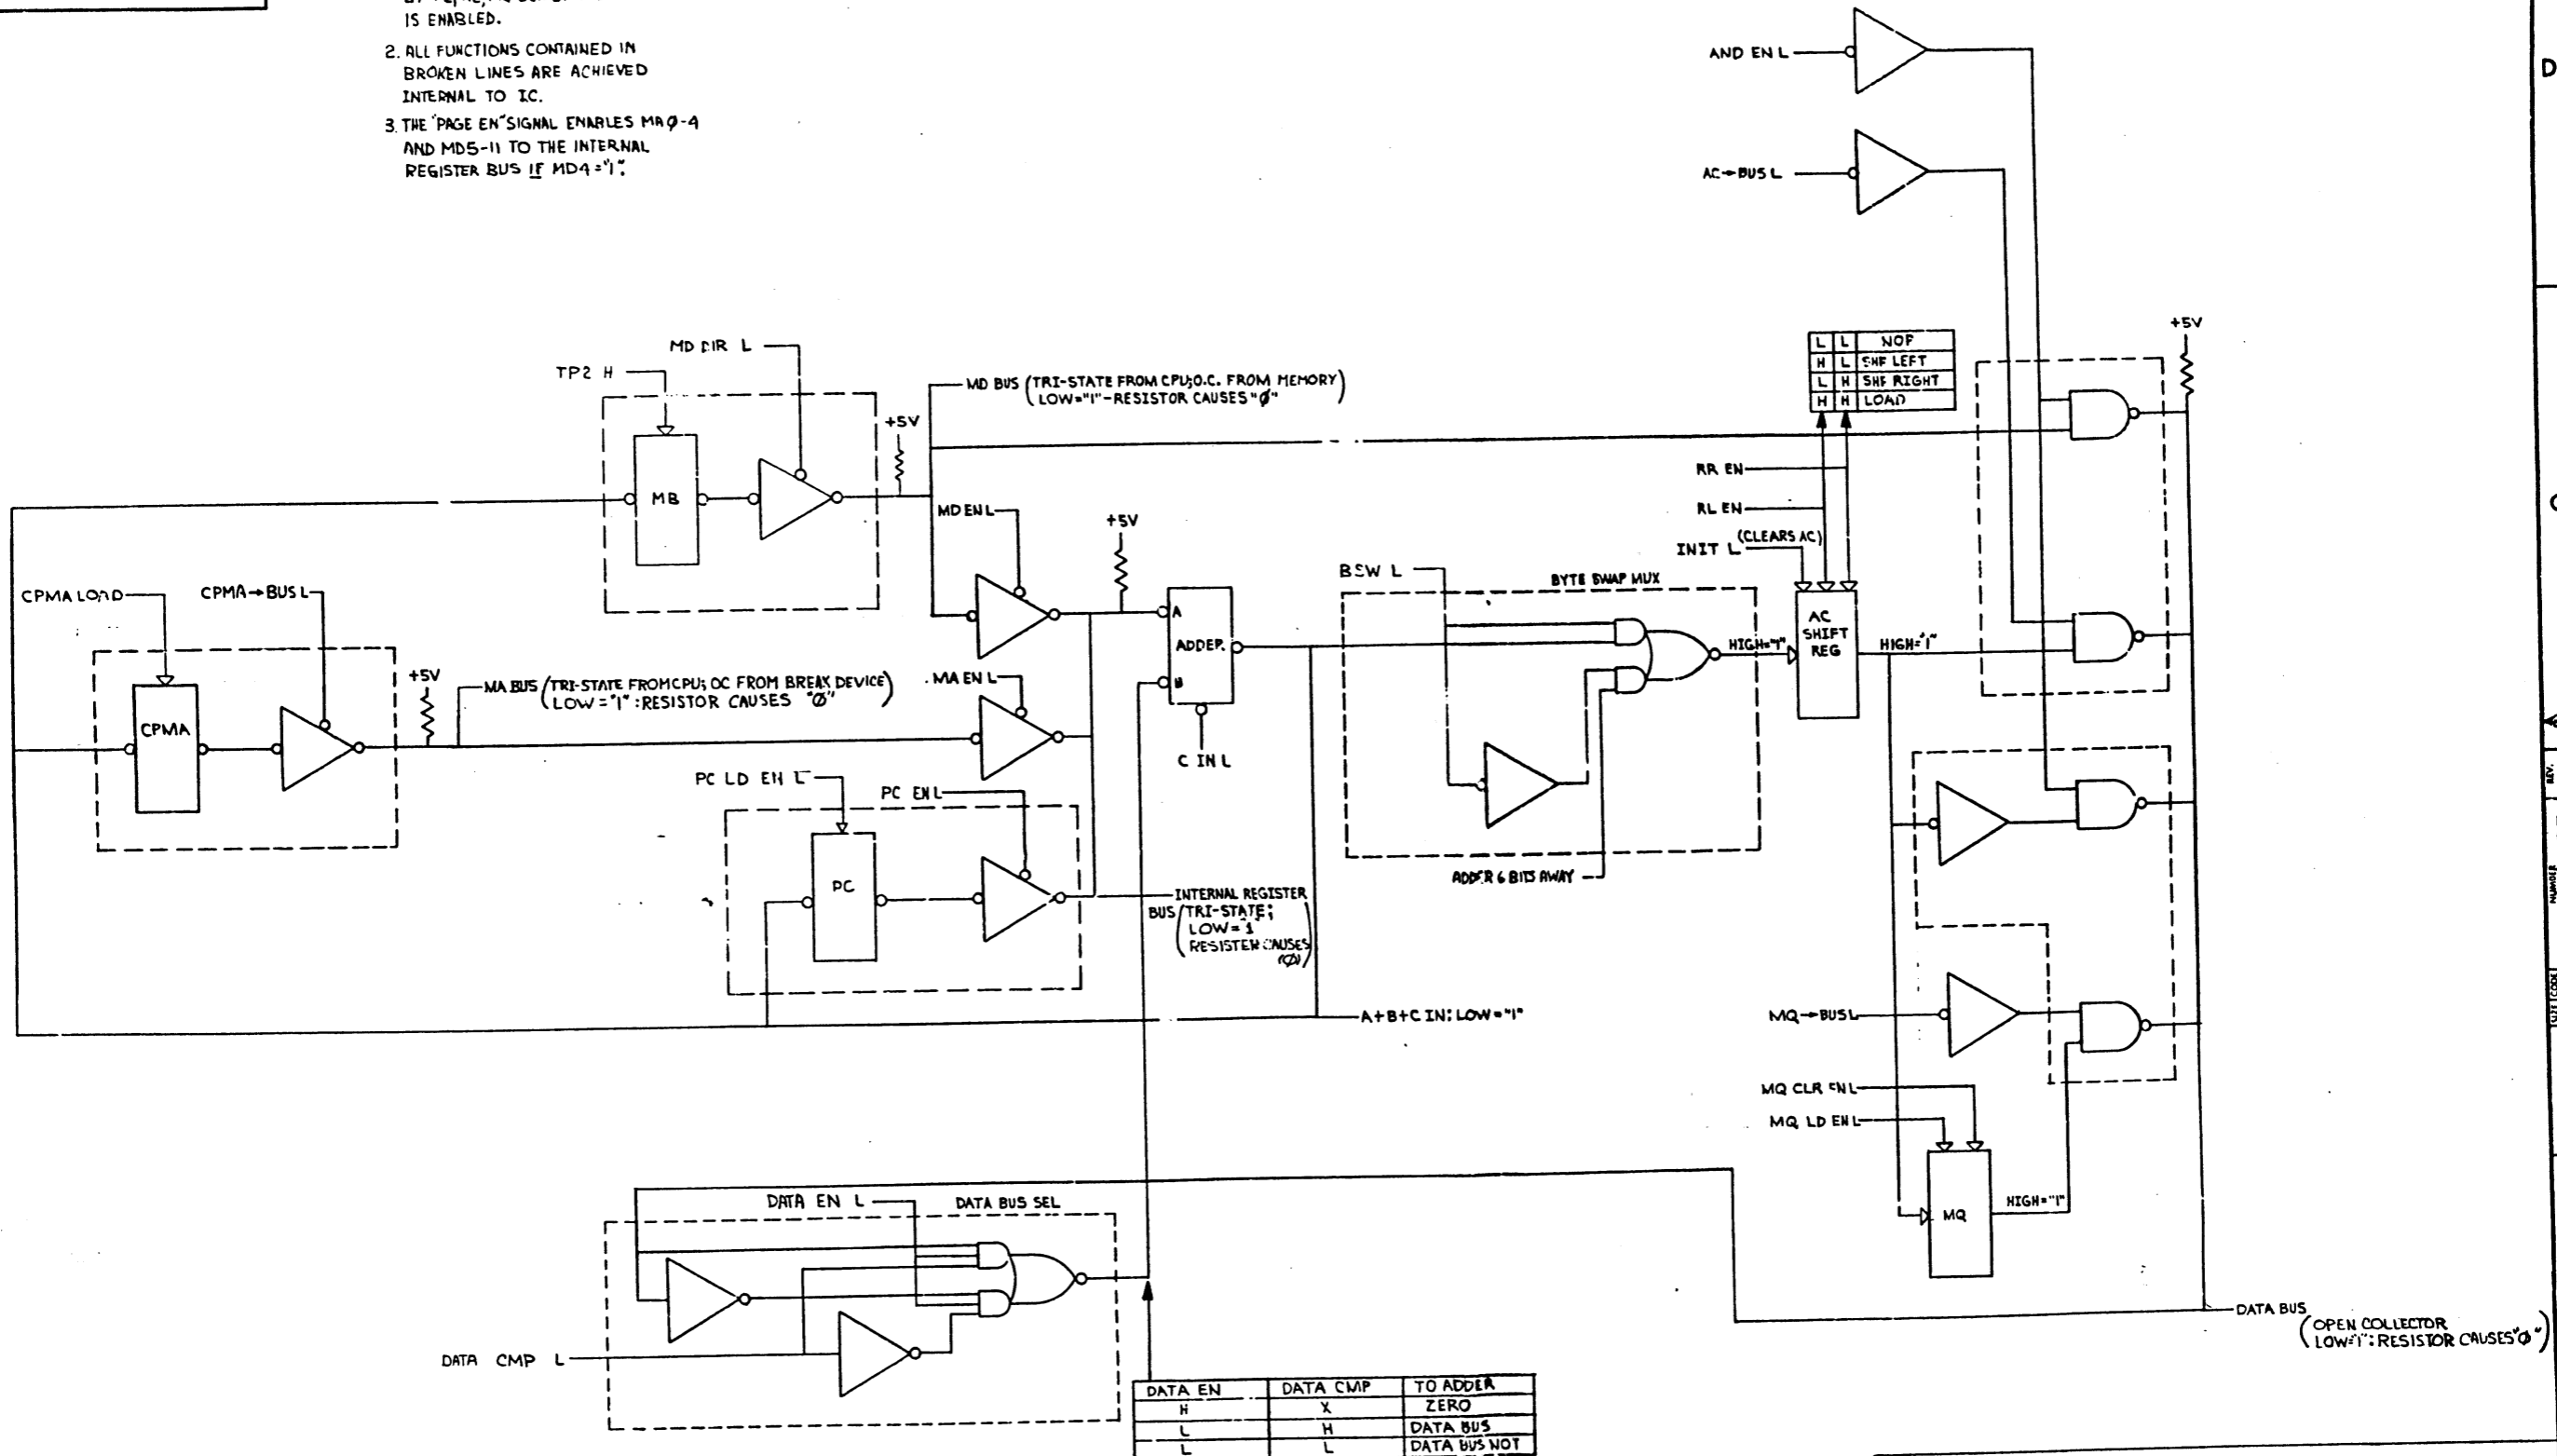 IS ENABLED.
2. ALL FUNCTIONS CONTAINED IN
BROKEN LINES ARE ACHIEVED
INTERNAL TO I.C.
3. THE "PAGE EN" SIGNAL ENABLES MA0-4
AND MD5-11 TO THE INTERNAL
REGISTER BUS IF MD4="1".
AND EN L
D
AC→BUS L
+5V
L L NOP
H L SHF LEFT
L H SHF RIGHT
H H LOAD
MD DIR L
TP2 H
MD BUS (TRI-STATE FROM CPU; O.C. FROM MEMORY)
(LOW="1"-RESISTOR CAUSES "0")
+5V
MB
RR EN
RL EN
MD EN L
+5V
(CLEARS AC)
INIT L
BSW L
BYTE SWAP MUX
CPMA LOAD
CPMA→BUS L
A
ADDER
B
C IN L
HIGH="1"
AC
SHIFT
REG
HIGH="1"
+5V
MA BUS (TRI-STATE FROM CPU; OC FROM BREAK DEVICE)
(LOW="1":RESISTOR CAUSES "0")
MA EN L
CPMA
PC LD EN L
PC EN L
REV.
PC
ADDER 6 BITS AWAY
NUMBER
INTERNAL REGISTER
BUS (TRI-STATE;
LOW="1"
RESISTER CAUSES
(0))
A+B+C IN: LOW="1"
MQ→BUS L
MQ CLR EN L
MQ LD EN L
MQ
HIGH="1"
DATA EN L
DATA BUS SEL
DATA CMP L
DATA BUS
(OPEN COLLECTOR
LOW="1":RESISTOR CAUSES "0")
DATA EN DATA CMP TO ADDER
H X ZERO
L H DATA BUS
L L DATA BUS NOT